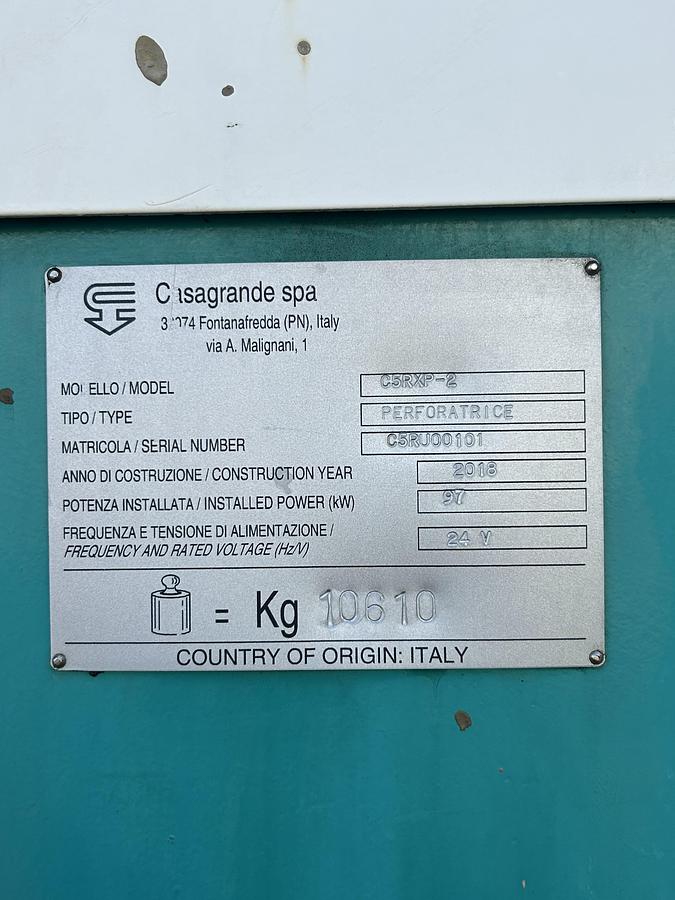 Casagrande spa
33074 Fontanafredda (PN), Italy
via A. Malignani, 1
MODELLO / MODEL C5RXP-2
TIPO / TYPE PERFORATRICE
MATRICOLA / SERIAL NUMBER C5RJ00101
ANNO DI COSTRUZIONE / CONSTRUCTION YEAR 2018
POTENZA INSTALLATA / INSTALLED POWER (kW) 97
FREQUENZA E TENSIONE DI ALIMENTAZIONE /
FREQUENCY AND RATED VOLTAGE (Hz/V) 24 V
= Kg 10610
COUNTRY OF ORIGIN: ITALY